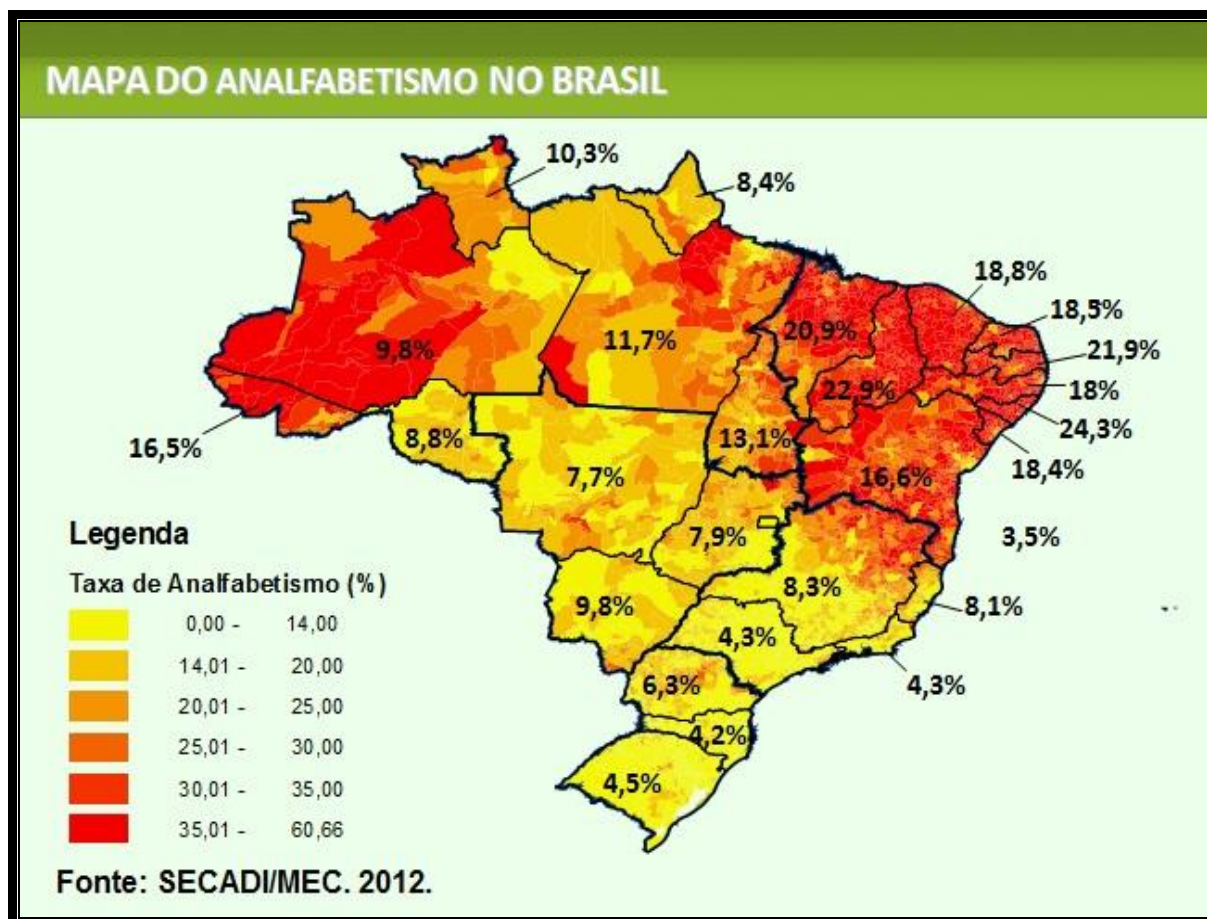 MAPA DO ANALFABETISMO NO BRASIL
10,3%
8,4%
18,8%
18,5%
20,9%
11,7%
9,8%
21,9%
22,9%
18%
24,3%
16,5%
8,8%
13,1%
18,4%
7,7%
16,6%
7,9%
3,5%
8,3%
9,8%
8,1%
4,3%
6,3%
4,3%
4,2%
4,5%
Legenda
Taxa de Analfabetismo (%)
0,00 - 14,00
14,01 - 20,00
20,01 - 25,00
25,01 - 30,00
30,01 - 35,00
35,01 - 60,66
Fonte: SECADI/MEC. 2012.